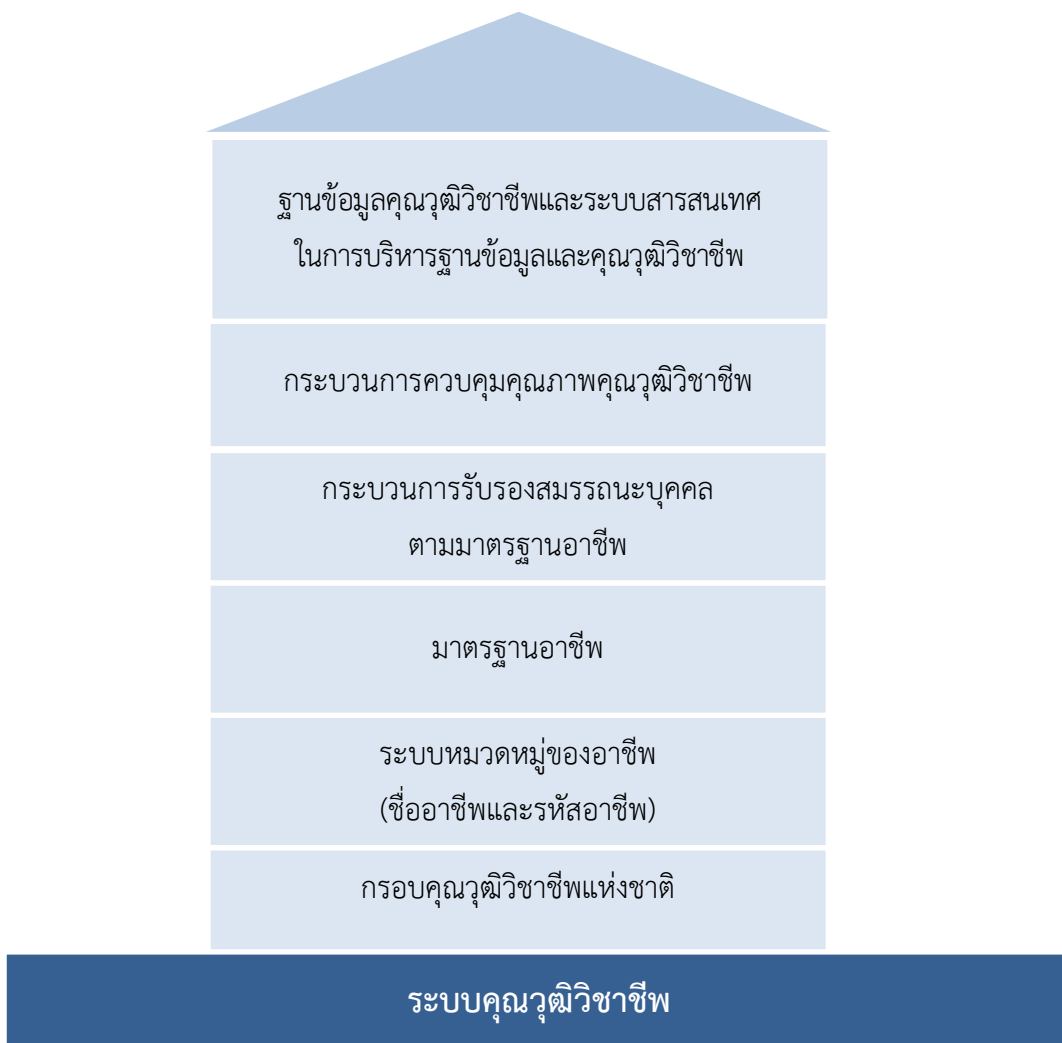 ฐานข้อมูลคุณวุฒิวิชาชีพและระบบสารสนเทศ
ในการบริหารฐานข้อมูลและคุณวุฒิวิชาชีพ
กระบวนการควบคุมคุณภาพคุณวุฒิวิชาชีพ
กระบวนการรับรองสมรรถนะบุคคล
ตามมาตรฐานอาชีพ
มาตรฐานอาชีพ
ระบบหมวดหมู่ของอาชีพ
(ชื่ออาชีพและรหัสอาชีพ)
กรอบคุณวุฒิวิชาชีพแห่งชาติ
ระบบคุณวุฒิวิชาชีพ